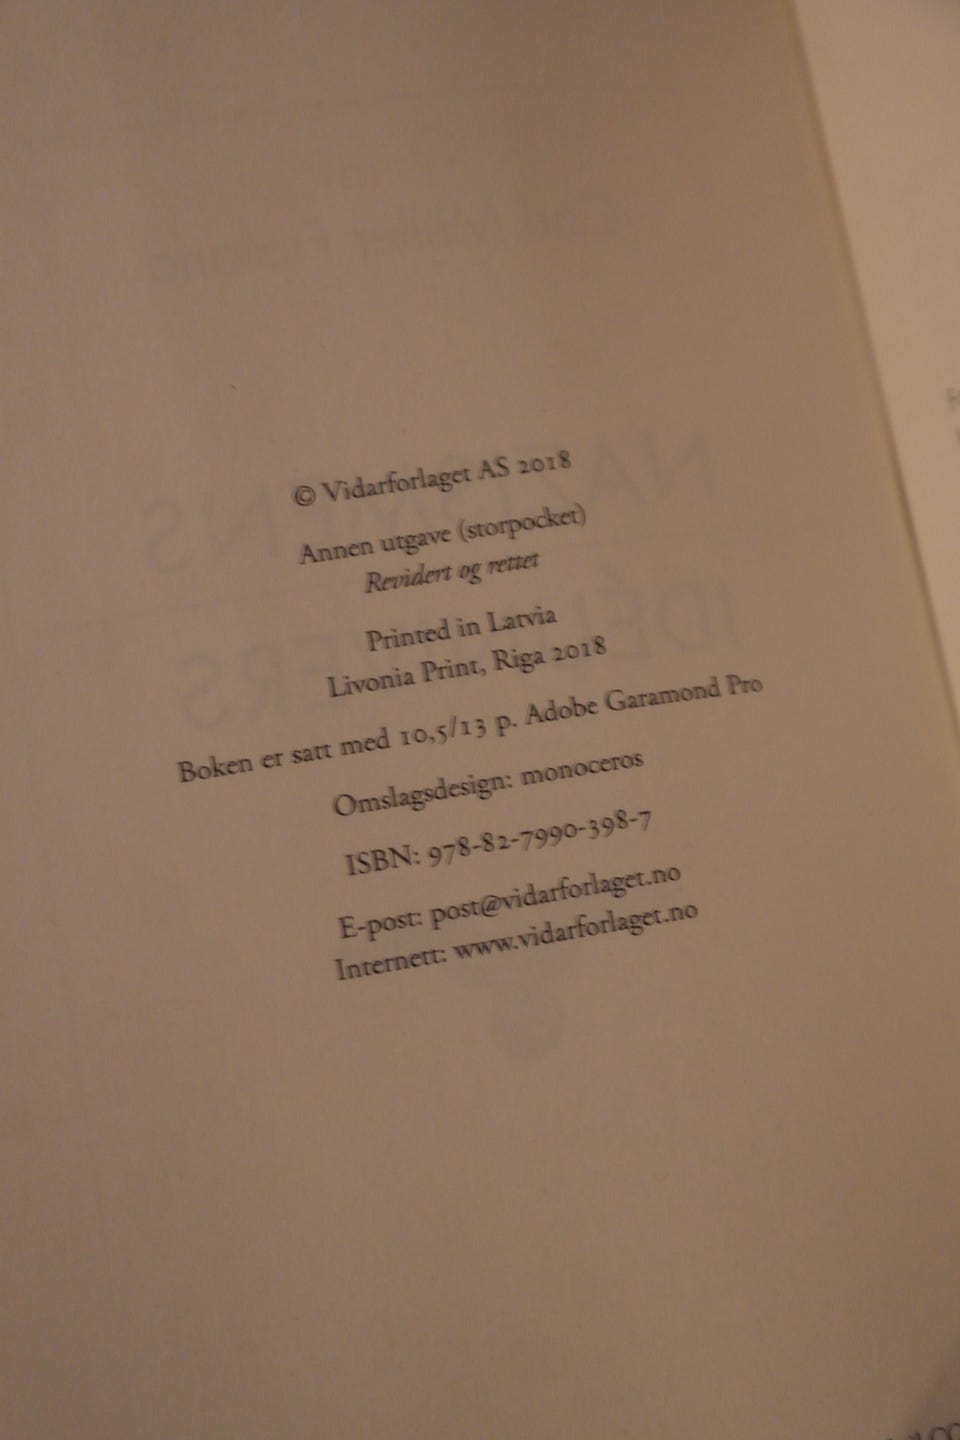 © Vidarforlaget AS 2018
Annen utgave (storpocket)
Revidert og rettet
Printed in Latvia
Livonia Print, Riga 2018
Boken er satt med 10,5/13 p. Adobe Garamond Pro
Omslagsdesign: monoceros
ISBN: 978-82-7990-398-7
E-post: post@vidarforlaget.no
Internett: www.vidarforlaget.no